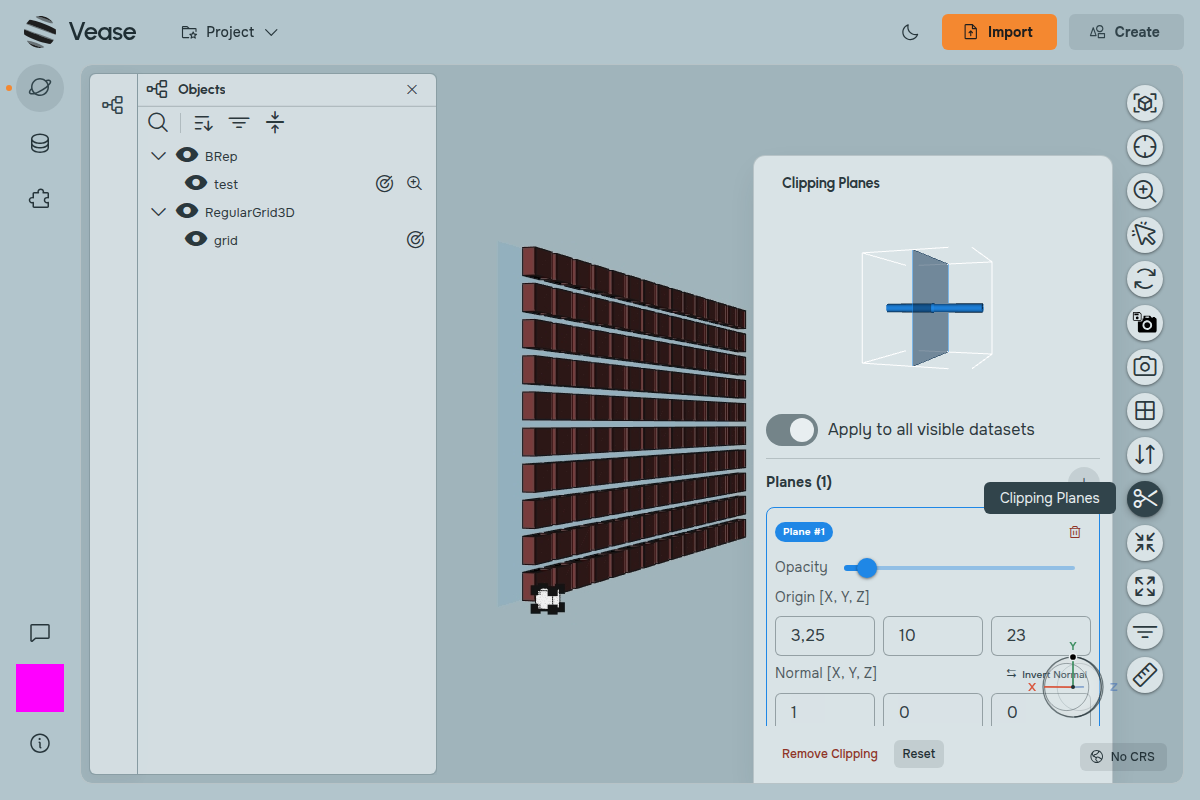 Vease
Project
Import
Create
Objects
BRep
test
RegularGrid3D
grid
Clipping Planes
Apply to all visible datasets
Planes (1)
Clipping Planes
Plane #1
Opacity
Origin [X, Y, Z]
3,25
10
23
Y
Normal [X, Y, Z]
Invert Normal
X
Z
1
0
0
Remove Clipping
Reset
No CRS